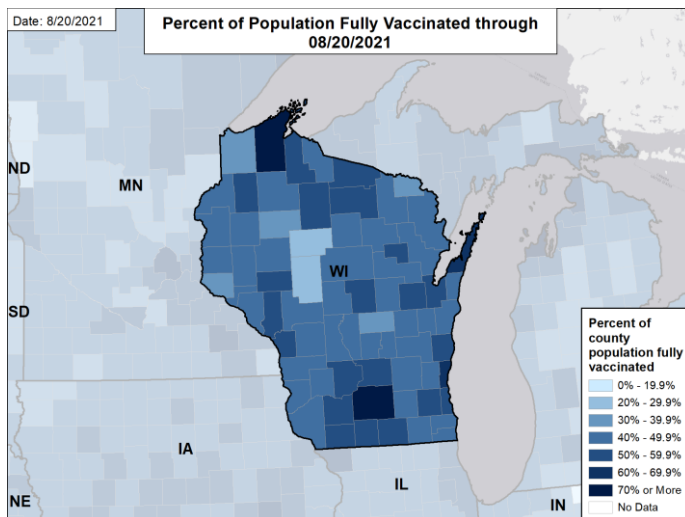 Date: 8/20/2021
Percent of Population Fully Vaccinated through
08/20/2021
ND
MN
WI
SD
IA
NE
IL
IN
Percent of
county
population fully
vaccinated
0% - 19.9%
20% - 29.9%
30% - 39.9%
40% - 49.9%
50% - 59.9%
60% - 69.9%
70% or More
No Data